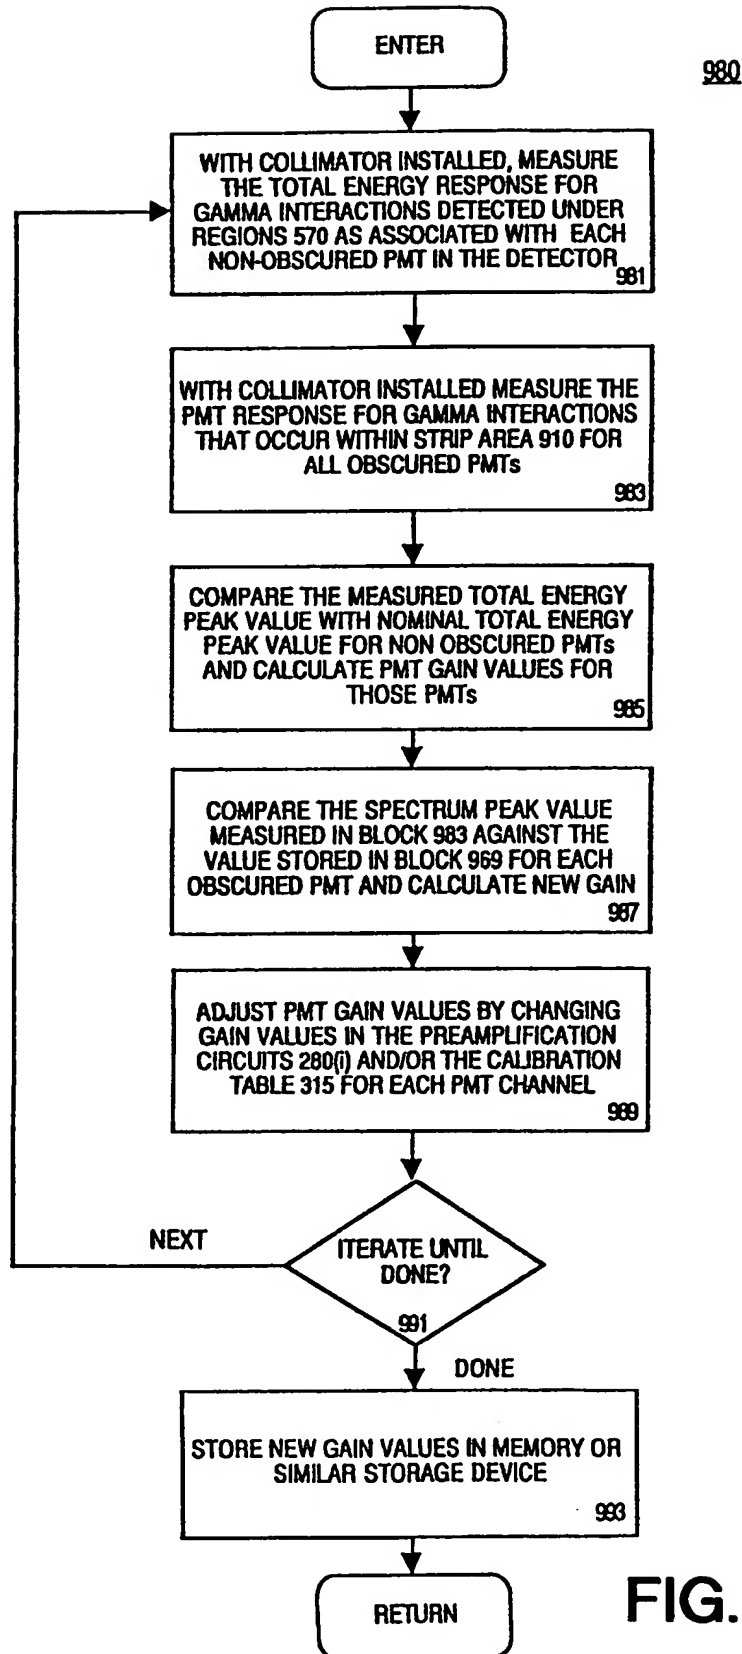 ENTER
980
WITH COLLIMATOR INSTALLED, MEASURE
THE TOTAL ENERGY RESPONSE FOR
GAMMA INTERACTIONS DETECTED UNDER
REGIONS 570 AS ASSOCIATED WITH EACH
NON-OBSCURED PMT IN THE DETECTOR
981
WITH COLLIMATOR INSTALLED MEASURE THE
PMT RESPONSE FOR GAMMA INTERACTIONS
THAT OCCUR WITHIN STRIP AREA 910 FOR
ALL OBSCURED PMTs
983
COMPARE THE MEASURED TOTAL ENERGY
PEAK VALUE WITH NOMINAL TOTAL ENERGY
PEAK VALUE FOR NON OBSCURED PMTs
AND CALCULATE PMT GAIN VALUES FOR
THOSE PMTs
985
COMPARE THE SPECTRUM PEAK VALUE
MEASURED IN BLOCK 983 AGAINST THE
VALUE STORED IN BLOCK 969 FOR EACH
OBSCURED PMT AND CALCULATE NEW GAIN
987
ADJUST PMT GAIN VALUES BY CHANGING
GAIN VALUES IN THE PREAMPLIFICATION
CIRCUITS 280(i) AND/OR THE CALIBRATION
TABLE 315 FOR EACH PMT CHANNEL
989
NEXT
ITERATE UNTIL
DONE?
991
DONE
STORE NEW GAIN VALUES IN MEMORY OR
SIMILAR STORAGE DEVICE
993
RETURN
FIG.